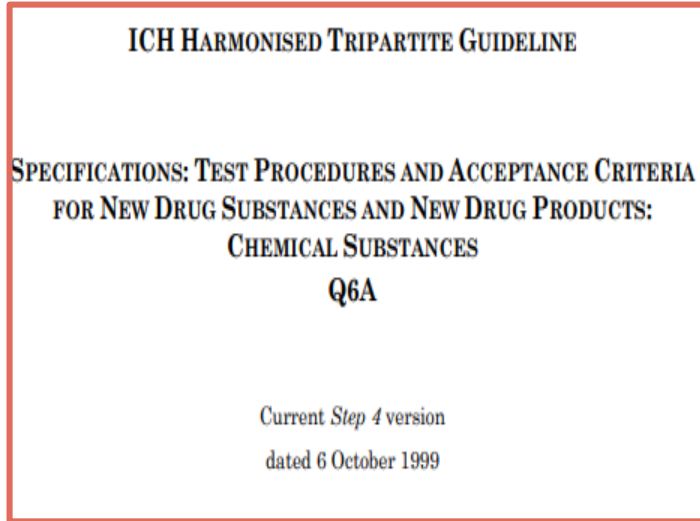 ICH HARMONISED TRIPARTITE GUIDELINE
SPECIFICATIONS: TEST PROCEDURES AND ACCEPTANCE CRITERIA
FOR NEW DRUG SUBSTANCES AND NEW DRUG PRODUCTS:
CHEMICAL SUBSTANCES
Q6A
Current Step 4 version
dated 6 October 1999